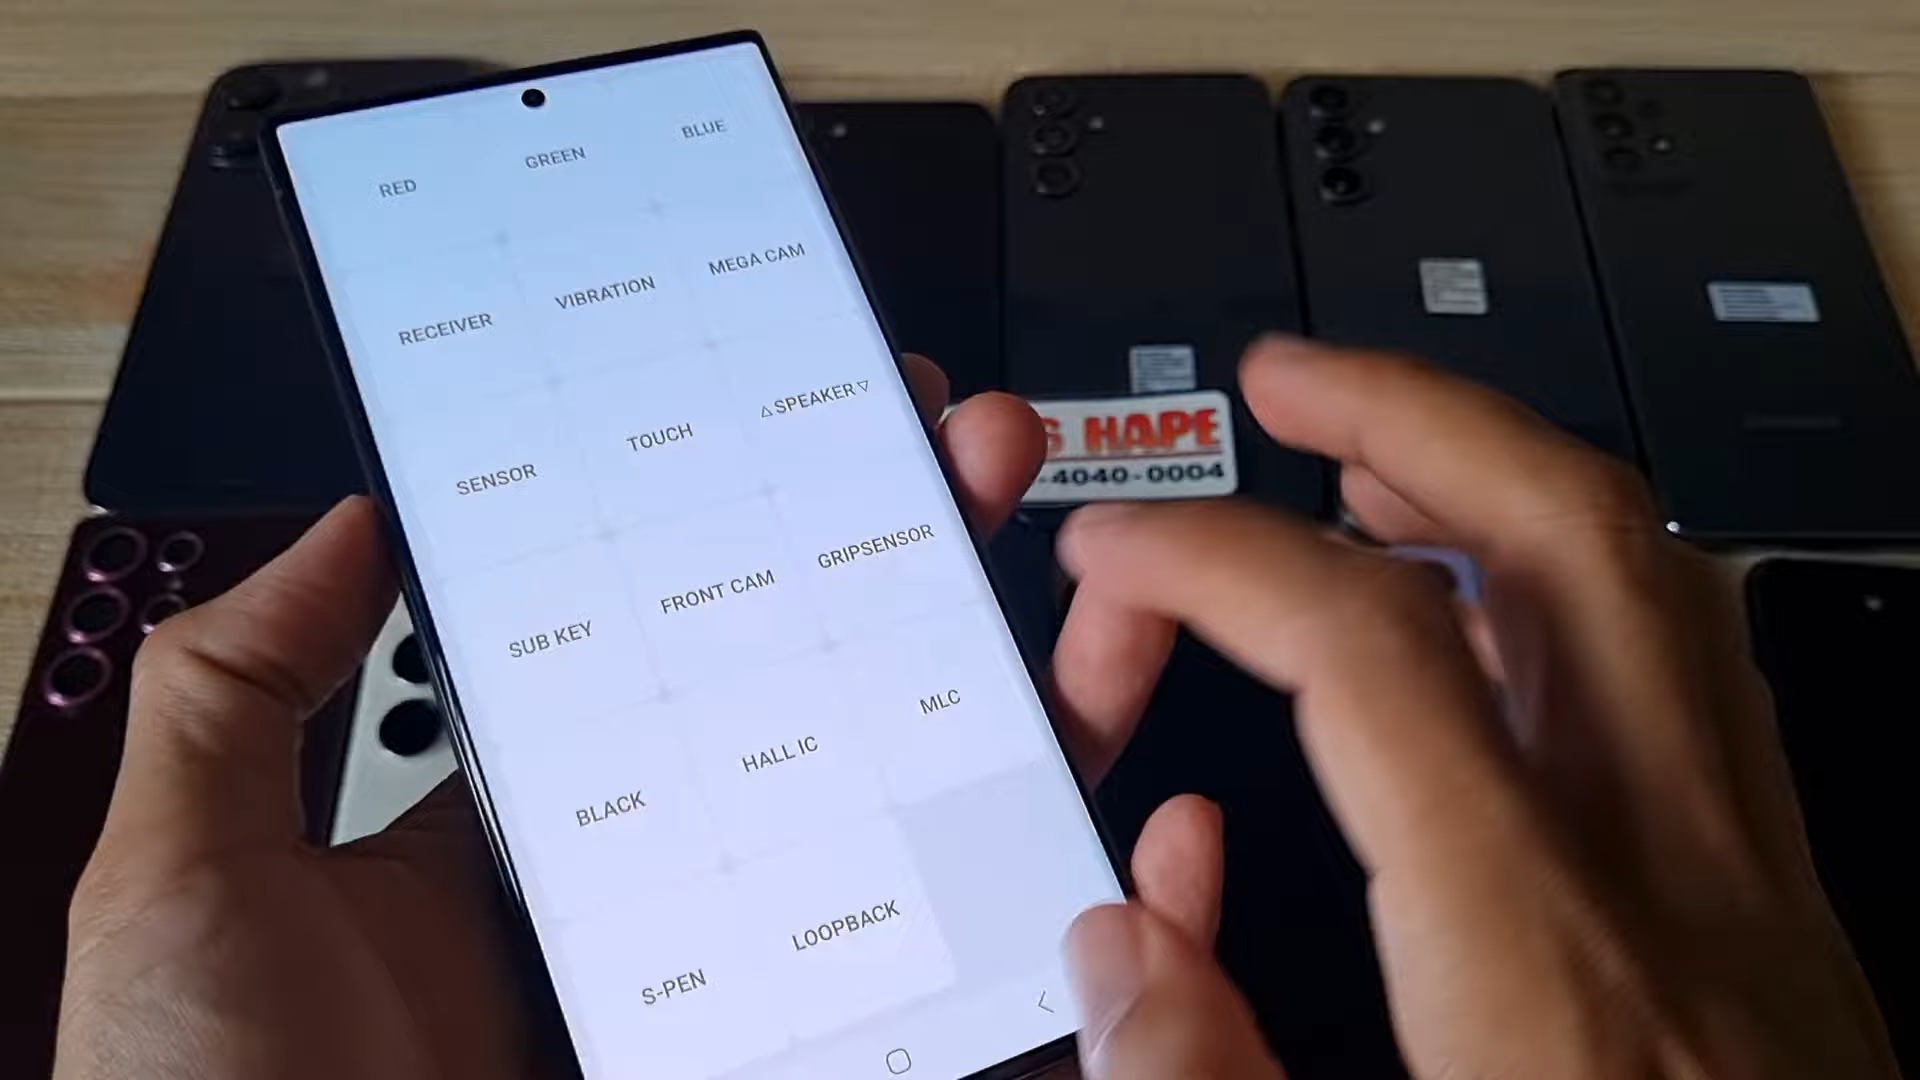 RED GREEN BLUE
RECEIVER VIBRATION MEGA CAM
SENSOR TOUCH △ SPEAKER ▽
SUB KEY FRONT CAM GRIPSENSOR
BLACK HALL IC MLC
S-PEN LOOPBACK
S HAPE
-4040-0004